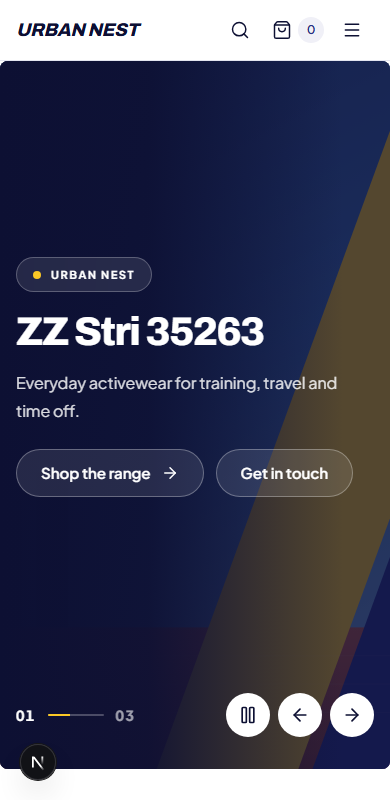 URBAN NEST
0
URBAN NEST
ZZ Stri 35263
Everyday activewear for training, travel and
time off.
Shop the range
Get in touch
01
03
N